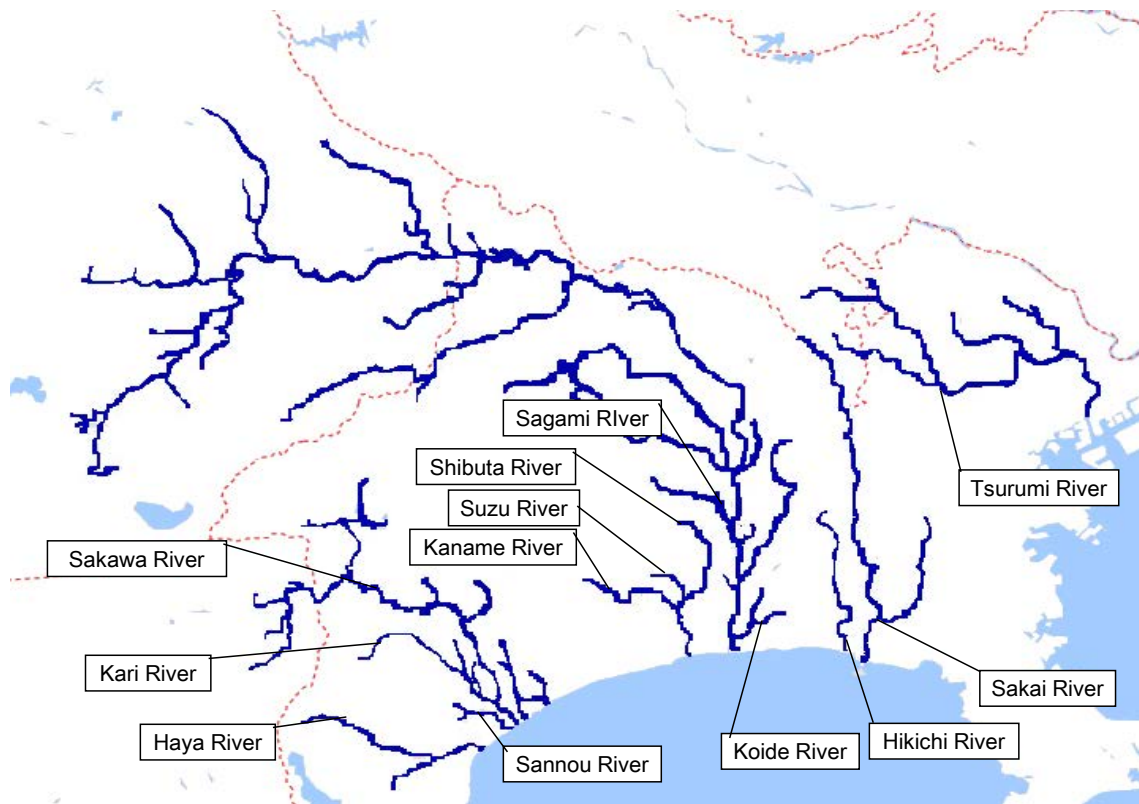 Sagami RIver
Shibuta River
Tsurumi River
Suzu River
Kaname River
Sakawa River
Kari River
Sakai River
Haya River
Sannou River
Koide River
Hikichi River